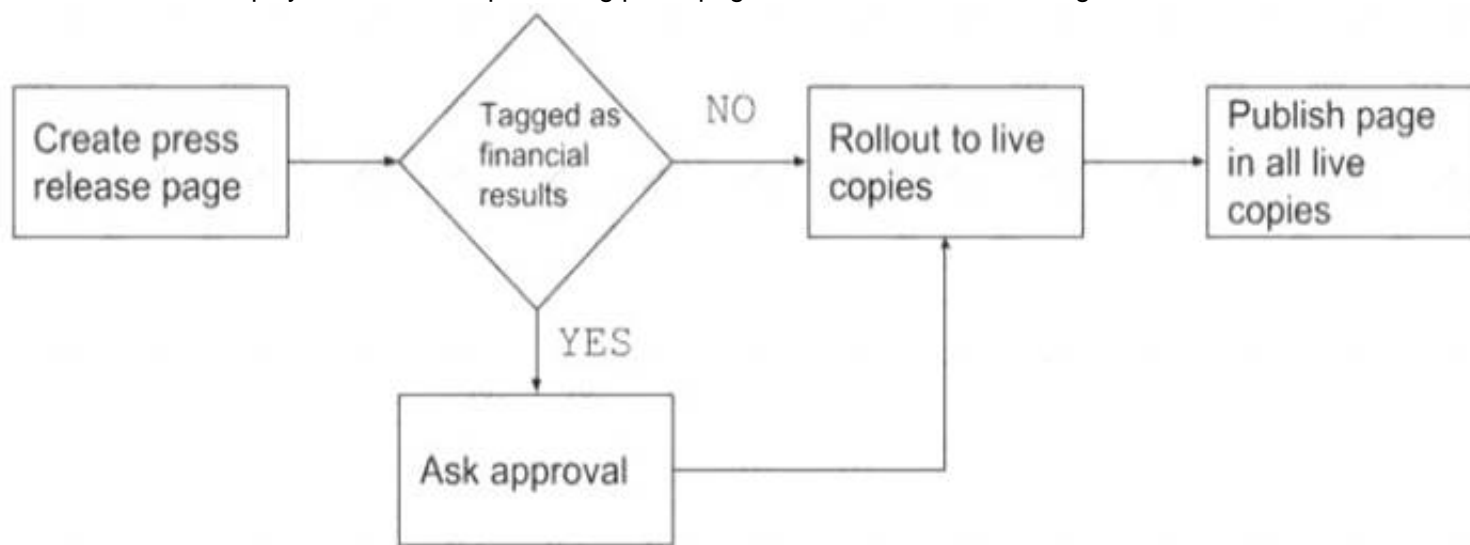 Create press
release page
Tagged as
financial
results
NO
Rollout to live
copies
Publish page
in all live
copies
YES
Ask approval